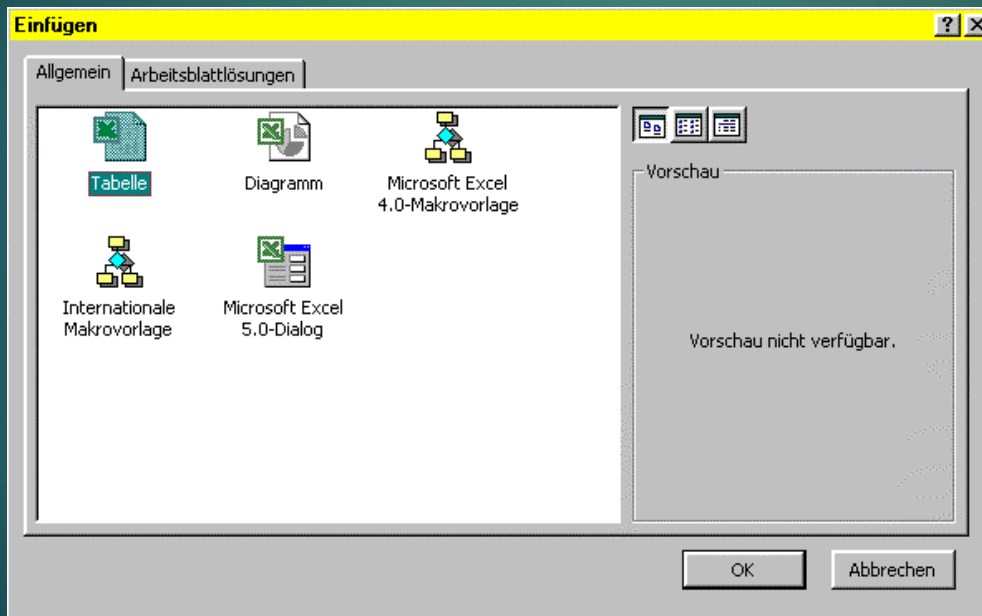 Einfügen
Allgemein
Arbeitsblattlösungen
Tabelle
Diagramm
Microsoft Excel
4.0-Makrovorlage
Internationale
Makrovorlage
Microsoft Excel
5.0-Dialog
Vorschau
Vorschau nicht verfügbar.
OK
Abbrechen